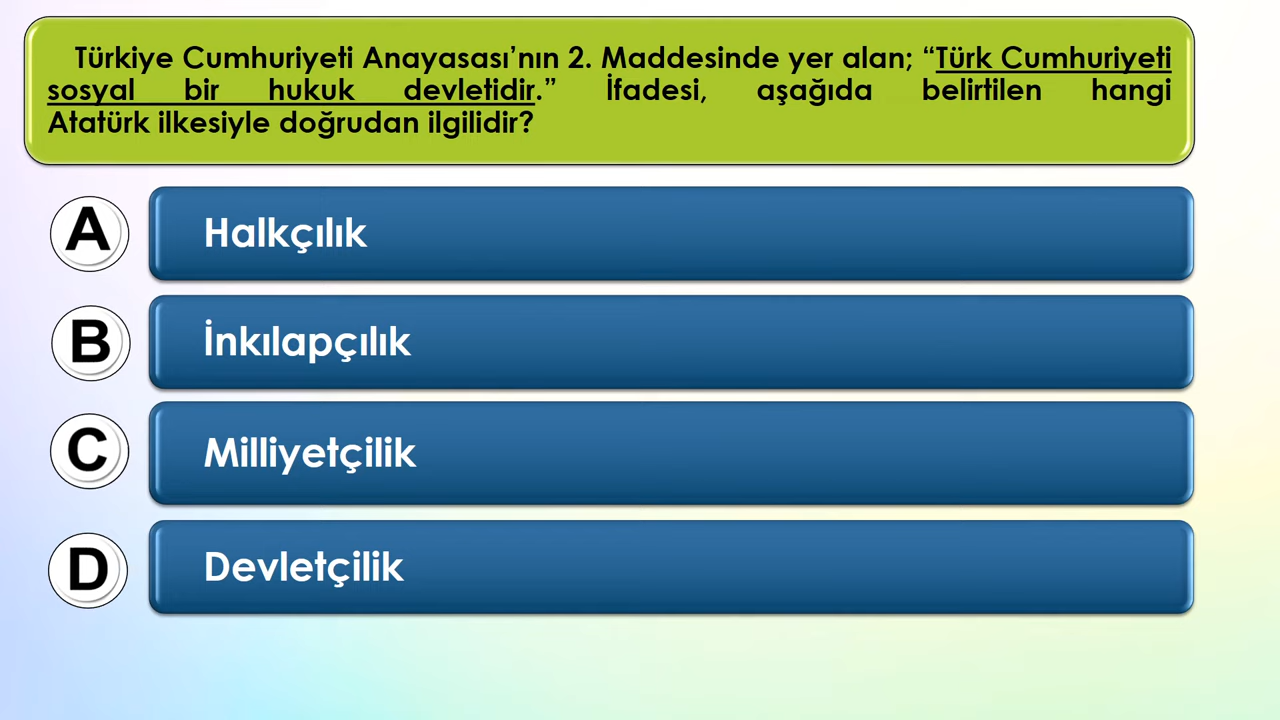 Türkiye Cumhuriyeti Anayasası’nın 2. Maddesinde yer alan; “Türk Cumhuriyeti
sosyal bir hukuk devletidir.” İfadesi, aşağıda belirtilen hangi
Atatürk ilkesiyle doğrudan ilgilidir?
A Halkçılık
B İnkılapçılık
C Milliyetçilik
D Devletçilik